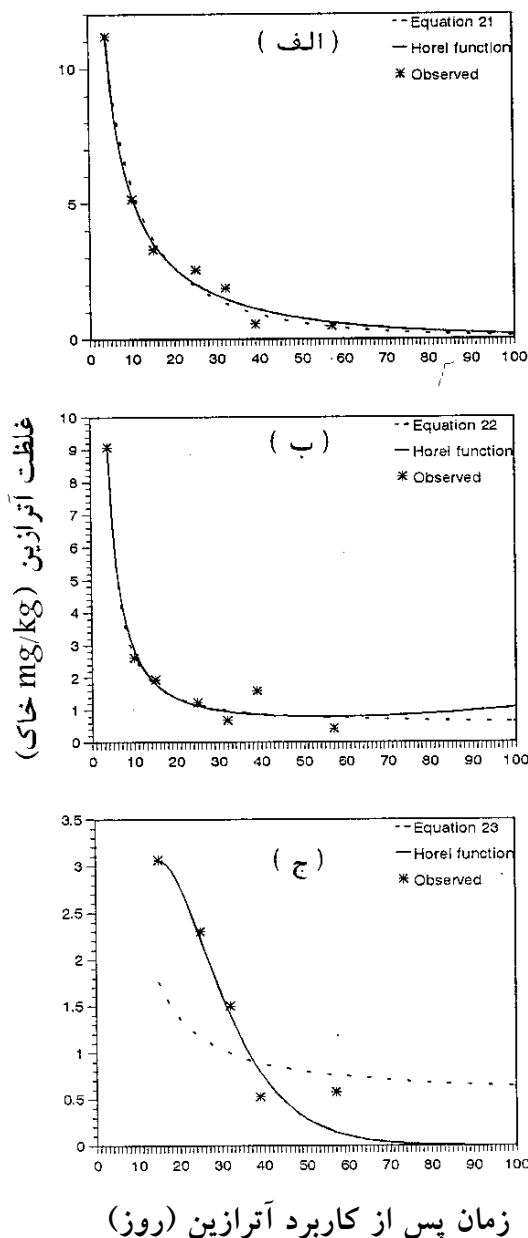 ( الف )
- - Equation 21
— Horel function
* Observed
10
5
0
0 10 20 30 40 50 60 70 80 90 100
( ب )
- - Equation 22
— Horel function
* Observed
10
9
8
7
6
5
4
3
2
1
0
0 10 20 30 40 50 60 70 80 90 100
غلظت آترازین (mg/kg خاک)
( ج )
- - Equation 23
— Horel function
* Observed
3.5
3
2.5
2
1.5
1
0.5
0
0 10 20 30 40 50 60 70 80 90 100
زمان پس از کاربرد آترازین (روز)